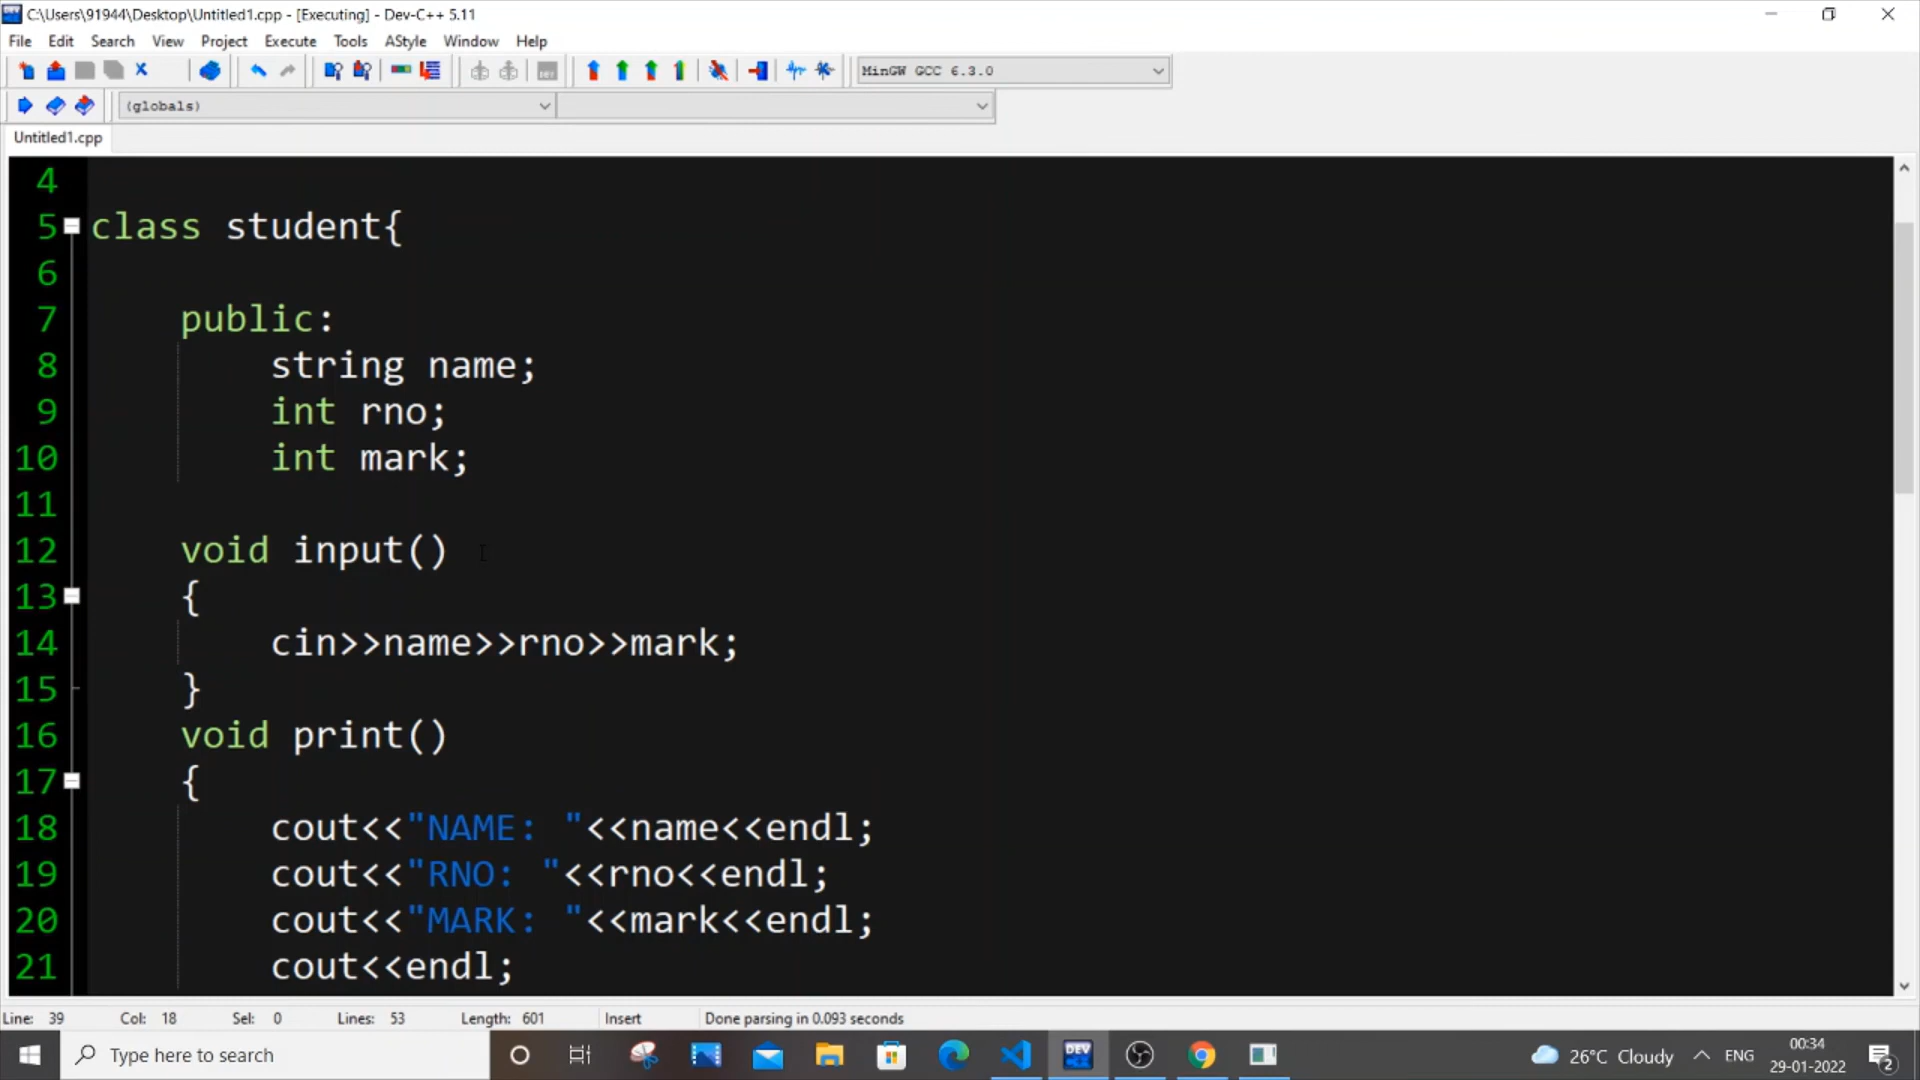 C:\Users\91944\Desktop\Untitled1.cpp - [Executing] - Dev-C++ 5.11
File Edit Search View Project Execute Tools AStyle Window Help
MinGW GCC 6.3.0
(globals)
Untitled1.cpp
4
5 class student{
6
7 public:
8 string name;
9 int rno;
10 int mark;
11
12 void input()
13 {
14 cin>>name>>rno>>mark;
15 }
16 void print()
17 {
18 cout<<"NAME: "<<name<<endl;
19 cout<<"RNO: "<<rno<<endl;
20 cout<<"MARK: "<<mark<<endl;
21 cout<<endl;
Line: 39 Col: 18 Sel: 0 Lines: 53 Length: 601 Insert Done parsing in 0.093 seconds
Type here to search
DEV
26°C Cloudy
ENG
00:34
29-01-2022
2